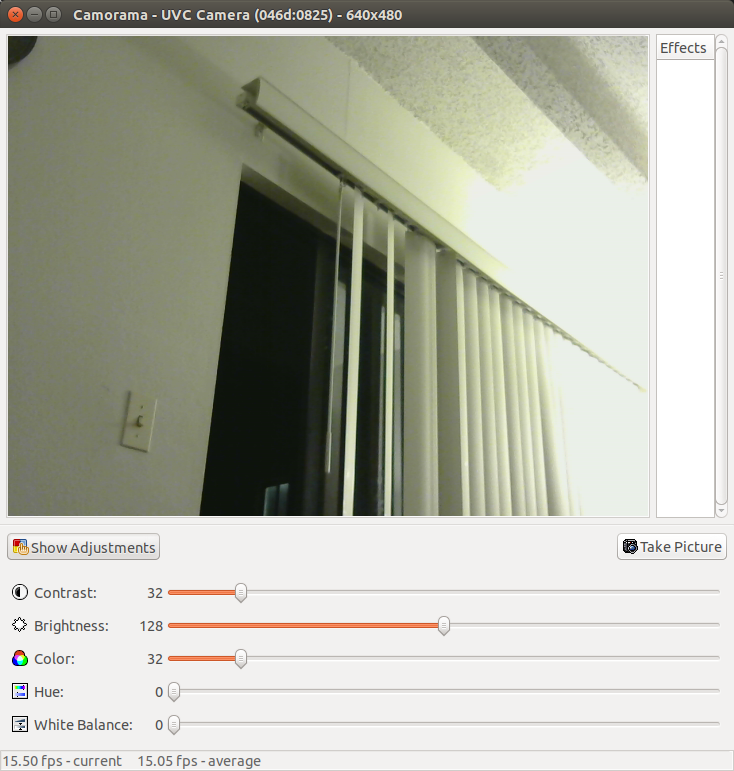 Camorama - UVC Camera (046d:0825) - 640x480
Effects
Show Adjustments
Take Picture
Contrast: 32
Brightness: 128
Color: 32
Hue: 0
White Balance: 0
15.50 fps - current 15.05 fps - average